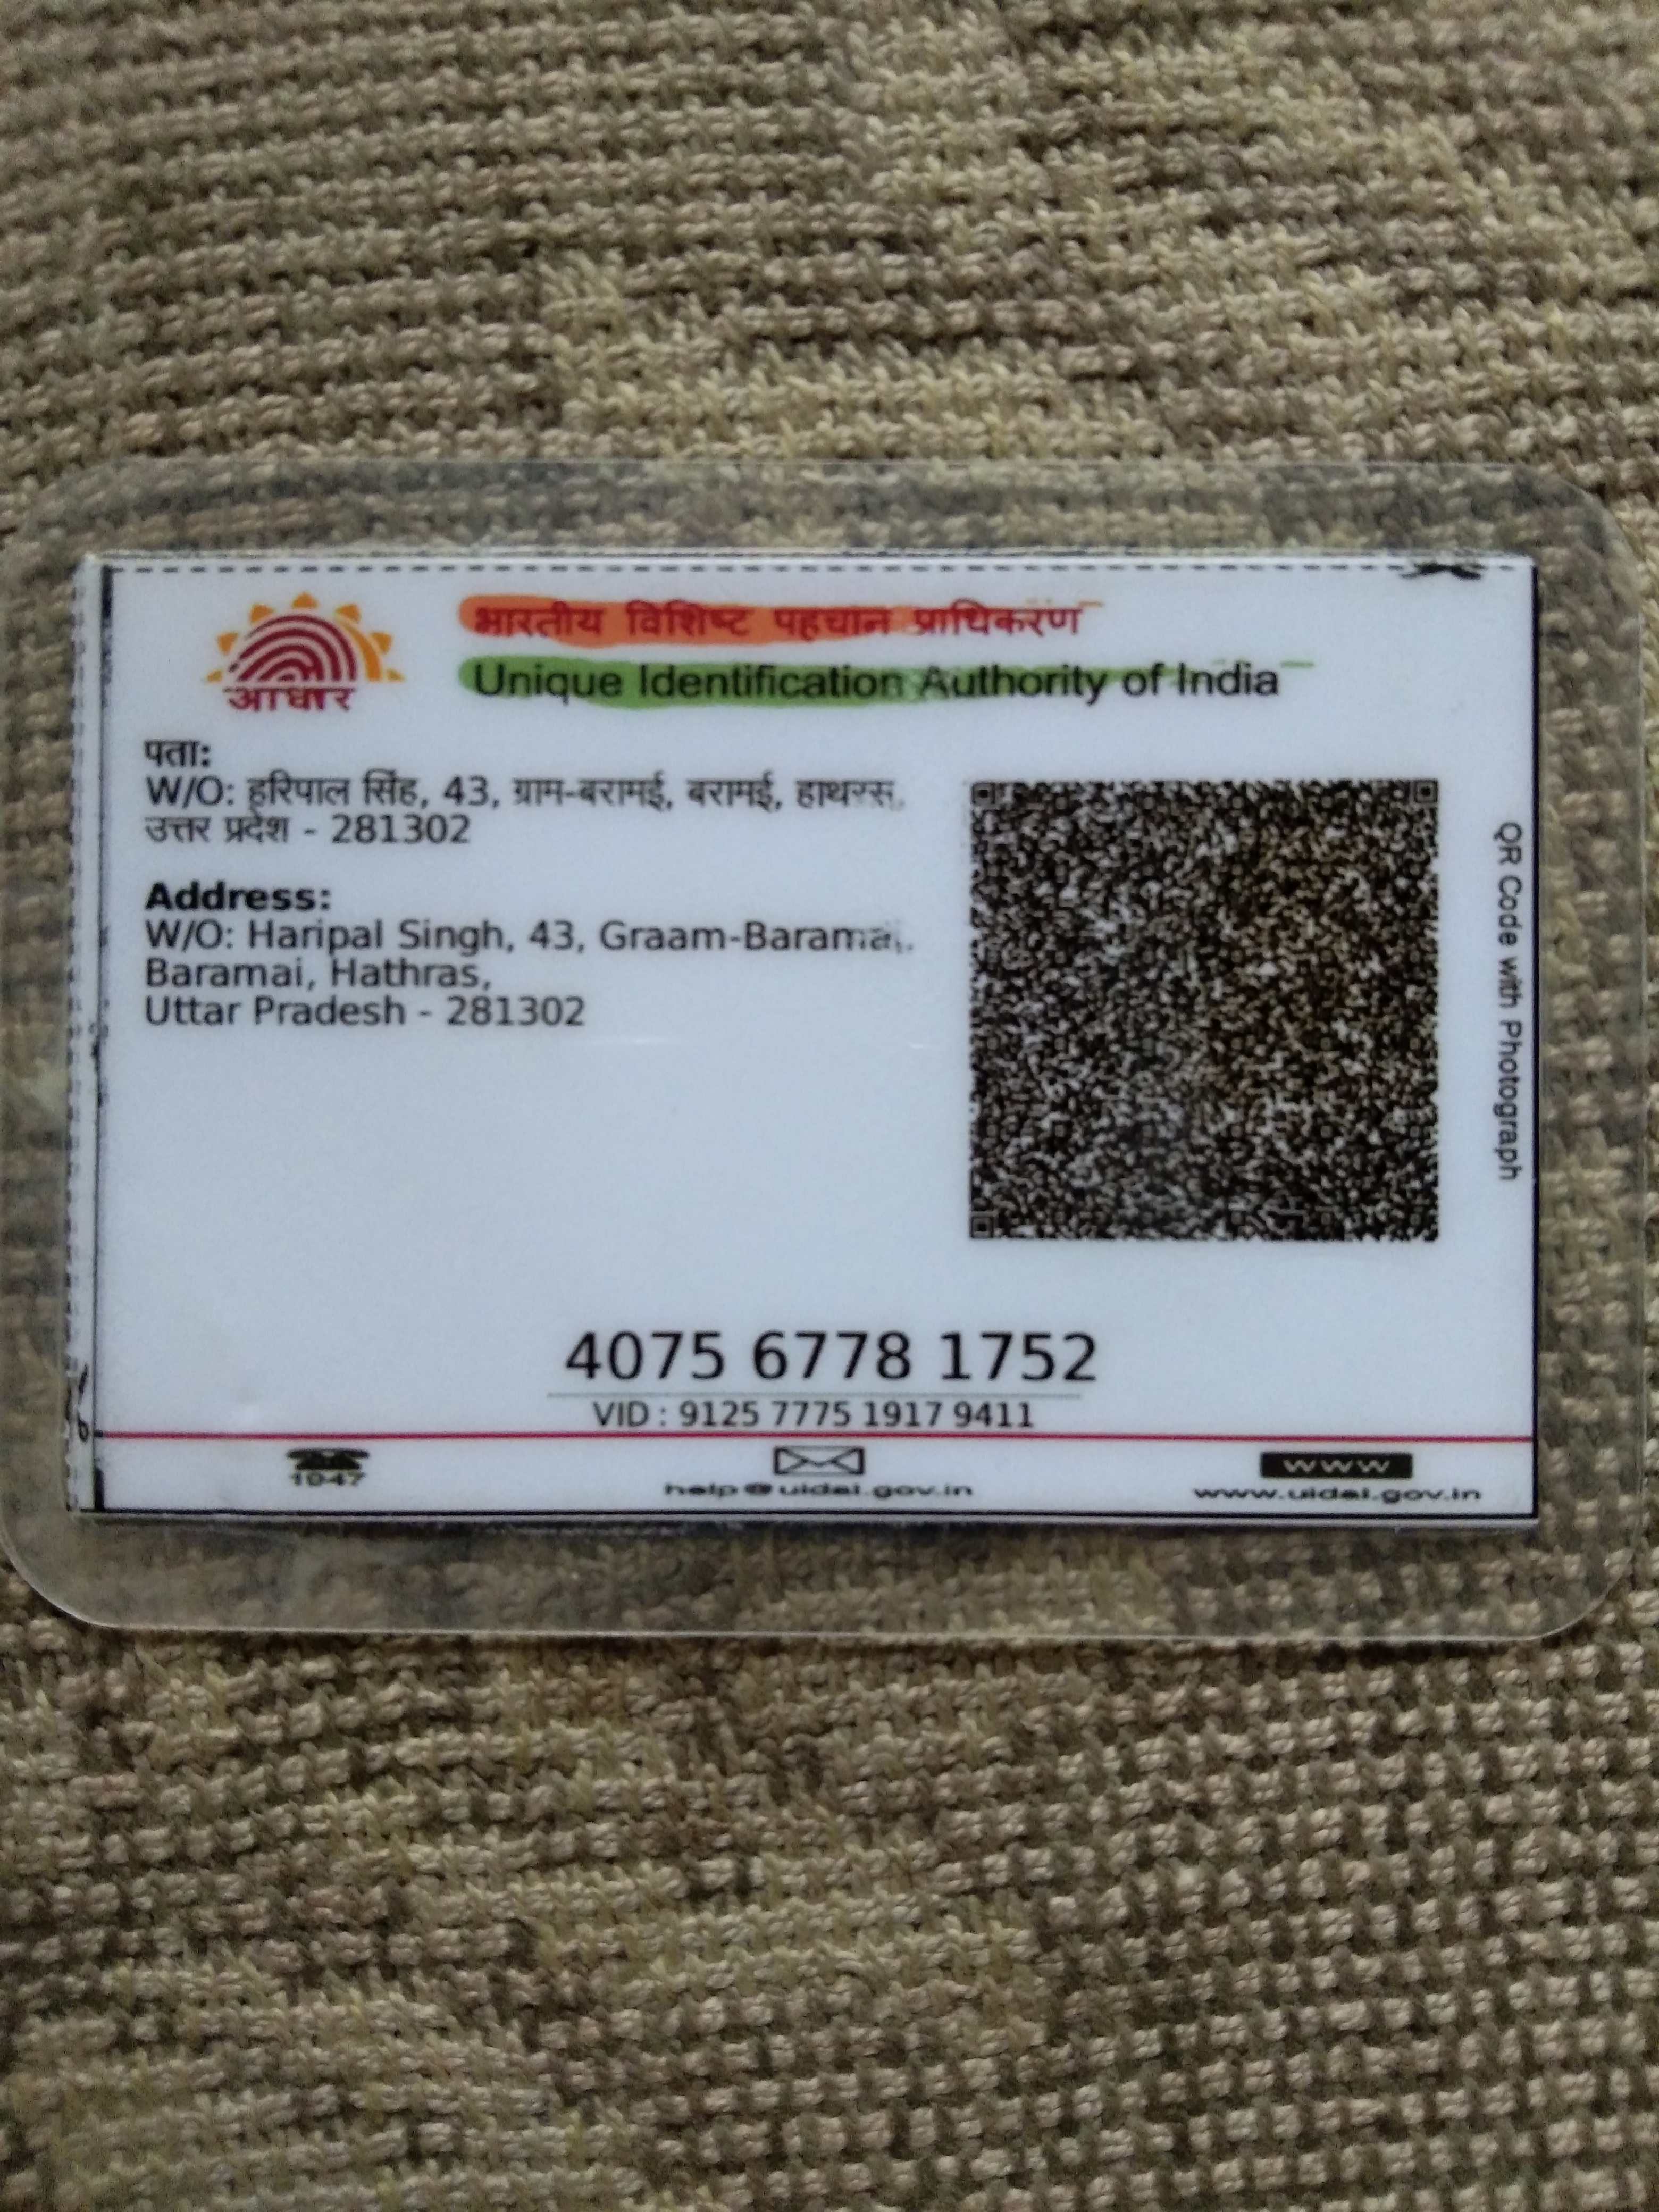 आधार
भारतीय विशिष्ट पहचान प्राधिकरण
Unique Identification Authority of India
पता:
W/O: हरिपाल सिंह, 43, ग्राम-बरामई, बरामई, हाथरस,
उत्तर प्रदेश - 281302
Address:
W/O: Haripal Singh, 43, Graam-Baramai,
Baramai, Hathras,
Uttar Pradesh - 281302
QR Code with Photograph
4075 6778 1752
VID : 9125 7775 1917 9411
1947
help@uidai.gov.in
WWW
www.uidai.gov.in